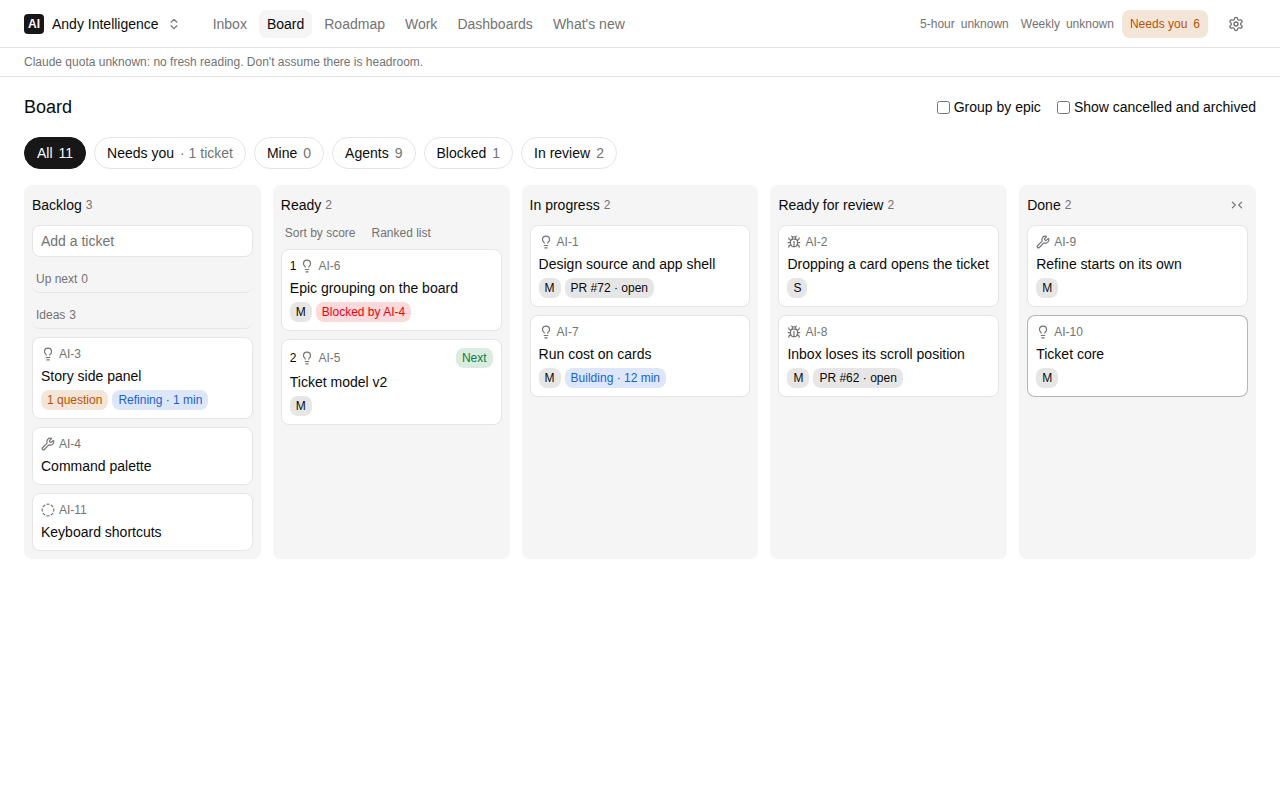 AI Andy Intelligence Inbox Board Roadmap Work Dashboards What's new 5-hour unknown Weekly unknown Needs you 6
Claude quota unknown: no fresh reading. Don't assume there is headroom.
Board Group by epic Show cancelled and archived
All 11 Needs you · 1 ticket Mine 0 Agents 9 Blocked 1 In review 2
Backlog 3
Add a ticket
Up next 0
Ideas 3
AI-3
Story side panel
1 question Refining · 1 min
AI-4
Command palette
AI-11
Keyboard shortcuts
Ready 2
Sort by score Ranked list
1 AI-6
Epic grouping on the board
M Blocked by AI-4
2 AI-5 Next
Ticket model v2
M
In progress 2
AI-1
Design source and app shell
M PR #72 · open
AI-7
Run cost on cards
M Building · 12 min
Ready for review 2
AI-2
Dropping a card opens the ticket
S
AI-8
Inbox loses its scroll position
M PR #62 · open
Done 2
AI-9
Refine starts on its own
M
AI-10
Ticket core
M